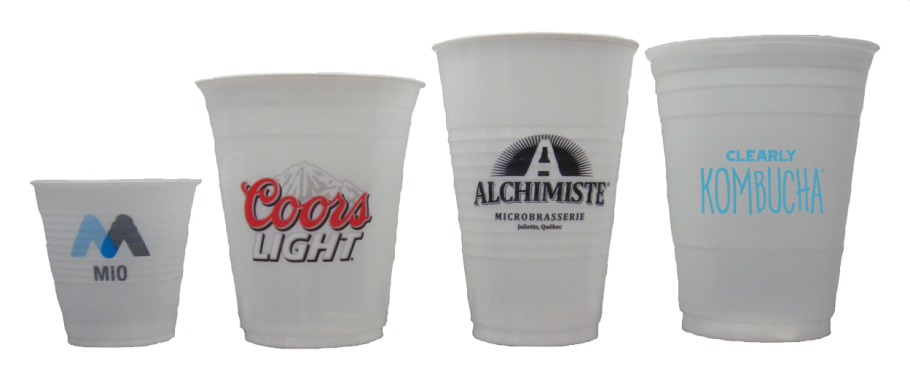 MiO
Coors
LIGHT
ALCHIMISTE
MICROBRASSERIE
Joliette, Québec
CLEARLY
KOMBUCHA